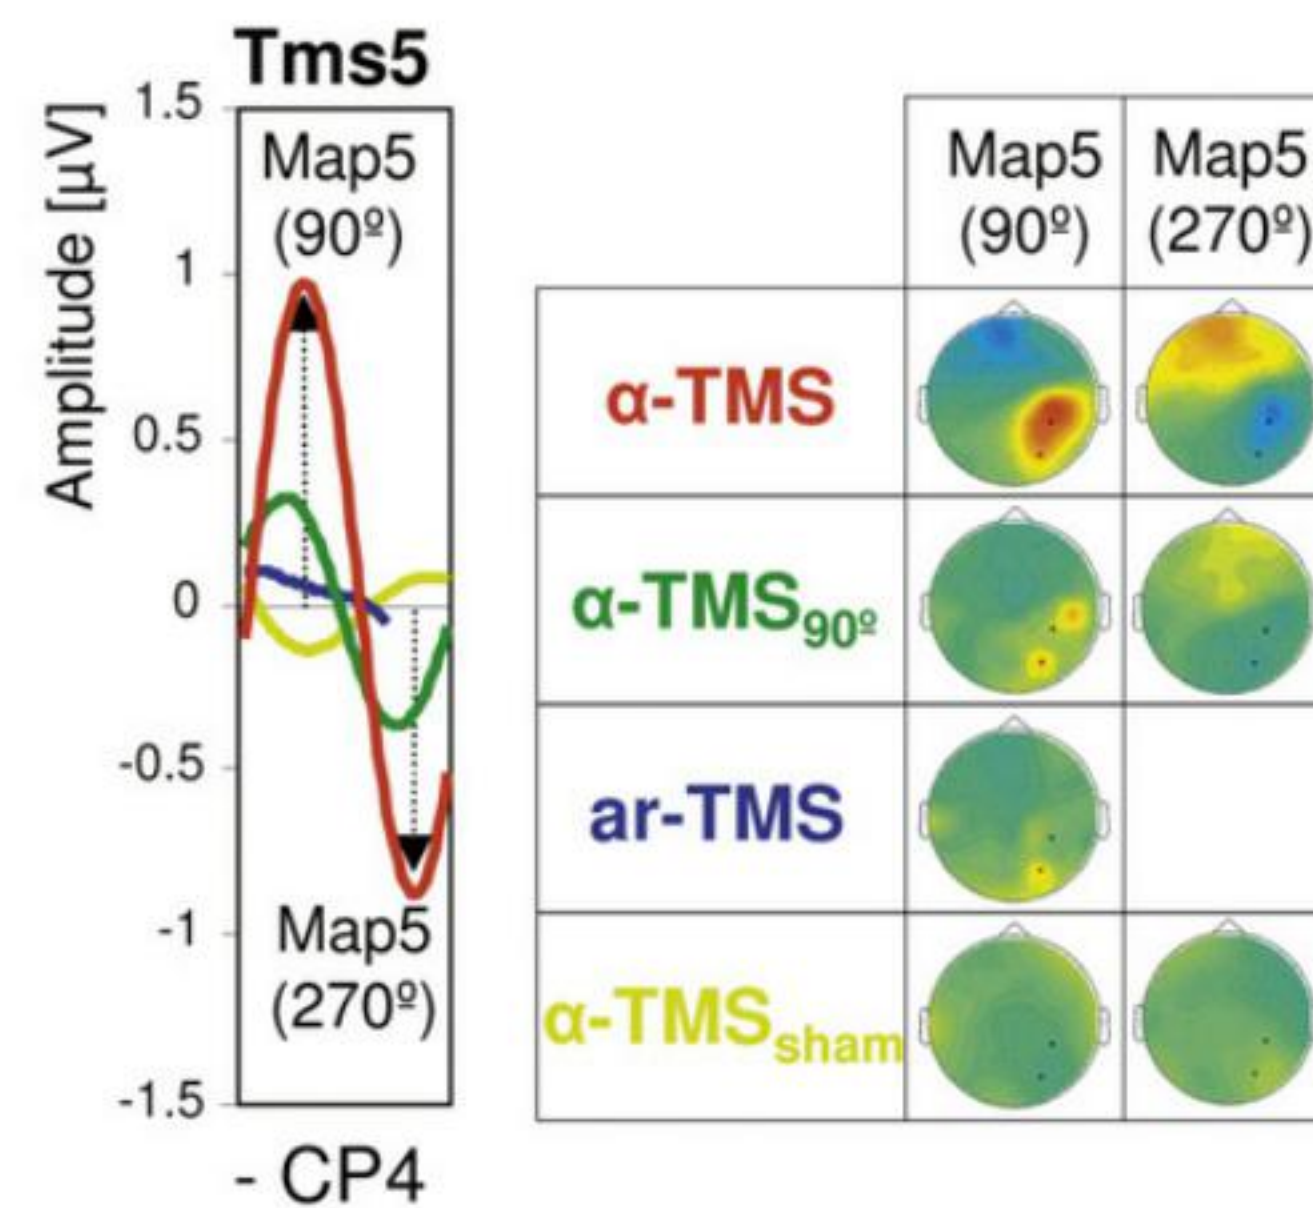 Tms5
Amplitude [µV]
1.5
1
0.5
0
-0.5
-1
-1.5
Map5
(90º)
Map5
(270º)
- CP4
Map5
(90º)
Map5
(270º)
α-TMS
α-TMS90º
ar-TMS
α-TMSsham